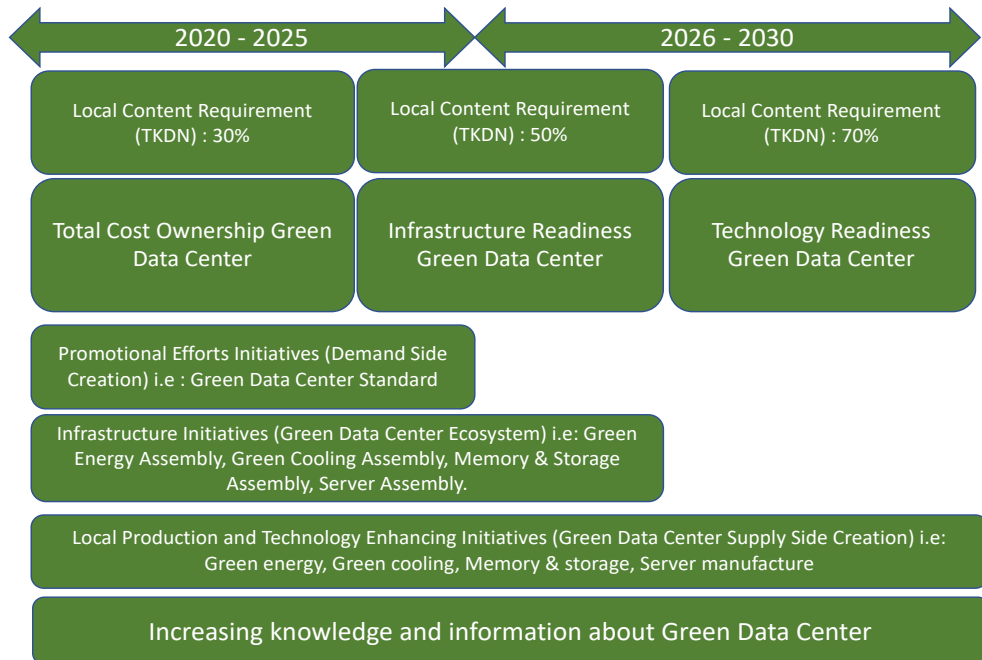 2020 - 2025
2026 - 2030
Local Content Requirement
(TKDN) : 30%
Local Content Requirement
(TKDN) : 50%
Local Content Requirement
(TKDN) : 70%
Total Cost Ownership Green
Data Center
Infrastructure Readiness
Green Data Center
Technology Readiness
Green Data Center
Promotional Efforts Initiatives (Demand Side
Creation) i.e : Green Data Center Standard
Infrastructure Initiatives (Green Data Center Ecosystem) i.e: Green
Energy Assembly, Green Cooling Assembly, Memory & Storage
Assembly, Server Assembly.
Local Production and Technology Enhancing Initiatives (Green Data Center Supply Side Creation) i.e:
Green energy, Green cooling, Memory & storage, Server manufacture
Increasing knowledge and information about Green Data Center